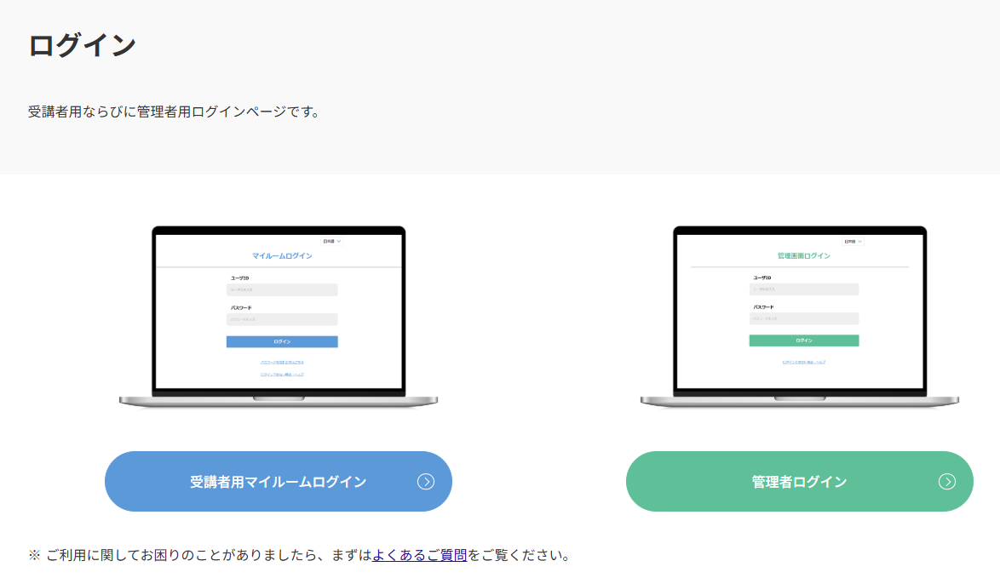 ログイン
受講者用ならびに管理者用ログインページです。
日本語
マイルームログイン
ユーザID
パスワード
ログイン
日本語
管理画面ログイン
ユーザID
パスワード
ログイン
受講者用マイルームログイン
管理者ログイン
※ ご利用に関してお困りのことがありましたら、まずはよくあるご質問をご覧ください。